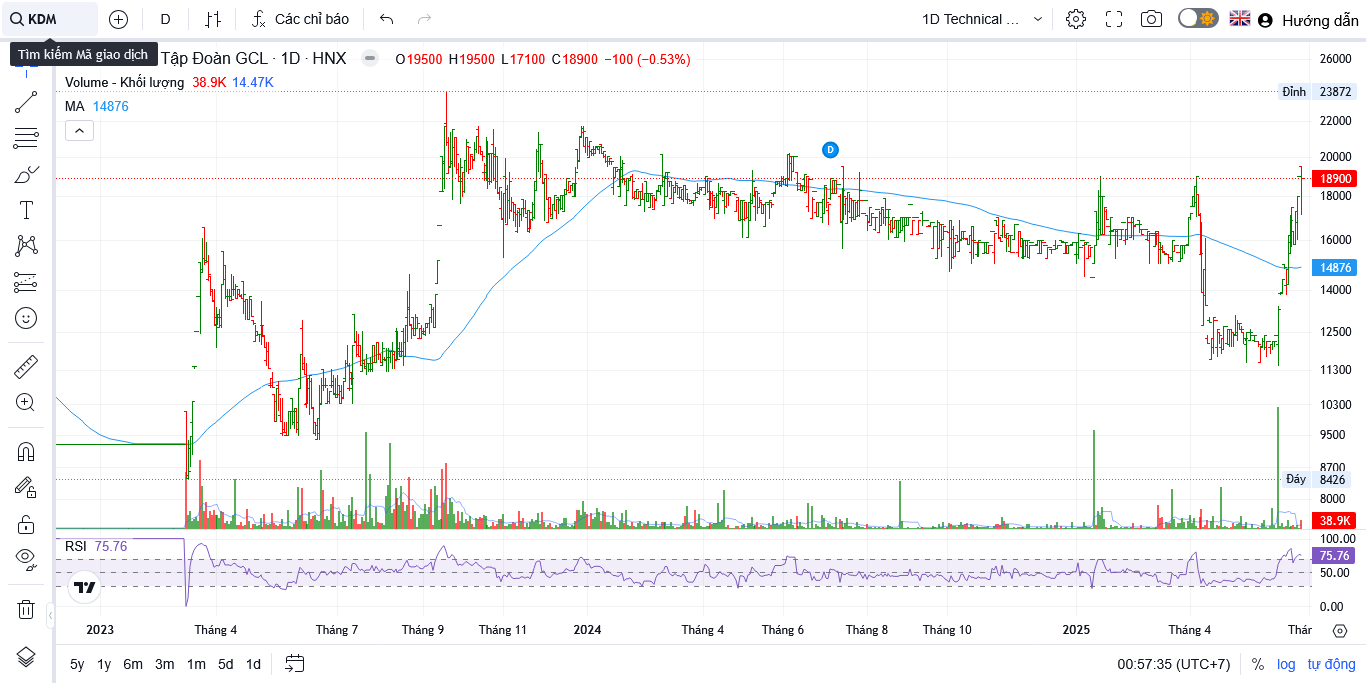 KDM
D
Các chỉ báo
1D Technical ...
Hướng dẫn
Tìm kiếm Mã giao dịch
Tập Đoàn GCL · 1D · HNX
O19500 H19500 L17100 C18900 −100 (−0.53%)
Volume - Khối lượng 38.9K 14.47K
MA 14876
D
26000
Đỉnh 23872
22000
20000
18900
18000
16000
14876
14000
12500
11300
10300
9500
8700
Đáy 8426
8000
38.9K
RSI 75.76
100.00
75.76
50.00
0.00
2023 Tháng 4 Tháng 7 Tháng 9 Tháng 11 2024 Tháng 4 Tháng 6 Tháng 8 Tháng 10 2025 Tháng 4 Thár
5y 1y 6m 3m 1m 5d 1d
00:57:35 (UTC+7) % log tự động